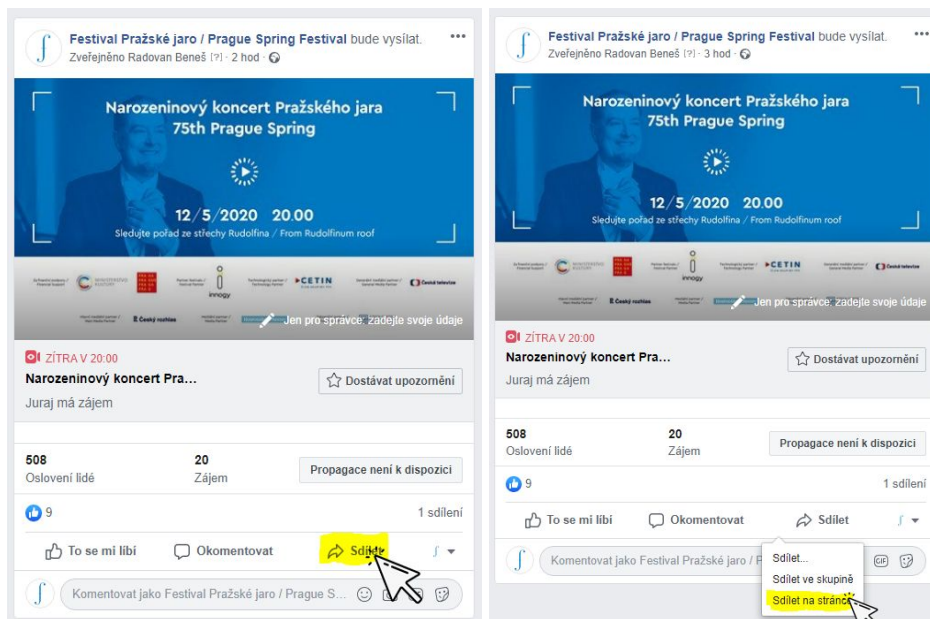 Festival Pražské jaro / Prague Spring Festival bude vysílat.
Zveřejněno Radovan Beneš [?] · 2 hod ·
Narozeninový koncert Pražského jara
75th Prague Spring
12/5/2020 20.00
Sledujte pořad ze střechy Rudolfina / From Rudolfinum roof
innogy
CETIN
Česká televize
Český rozhlas
Jen pro správce: zadejte svoje údaje
ZÍTRA V 20:00
Narozeninový koncert Pra...
Dostávat upozornění
Juraj má zájem
508
20
Oslovení lidé
Zájem
Propagace není k dispozici
9
1 sdílení
To se mi líbí
Okomentovat
Sdílet
Komentovat jako Festival Pražské jaro / Prague S...
Festival Pražské jaro / Prague Spring Festival bude vysílat.
Zveřejněno Radovan Beneš [?] · 3 hod ·
Narozeninový koncert Pražského jara
75th Prague Spring
12/5/2020 20.00
Sledujte pořad ze střechy Rudolfina / From Rudolfinum roof
innogy
CETIN
Česká televize
Český rozhlas
Jen pro správce: zadejte svoje údaje
ZÍTRA V 20:00
Narozeninový koncert Pra...
Dostávat upozornění
Juraj má zájem
508
20
Oslovení lidé
Zájem
Propagace není k dispozici
9
1 sdílení
To se mi líbí
Okomentovat
Sdílet
Komentovat jako Festival Pražské jaro / P
GIF
Sdílet...
Sdílet ve skupině
Sdílet na stránce